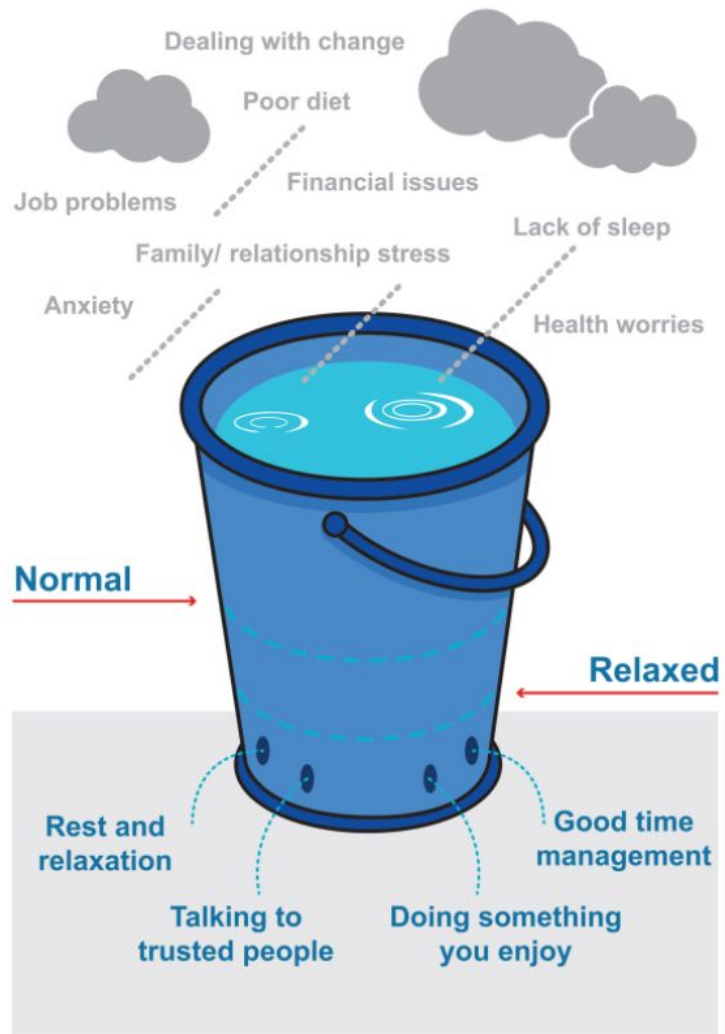 Dealing with change
Poor diet
Financial issues
Job problems
Lack of sleep
Family/ relationship stress
Anxiety
Health worries
Normal
Relaxed
Rest and
relaxation
Good time
management
Talking to
trusted people
Doing something
you enjoy